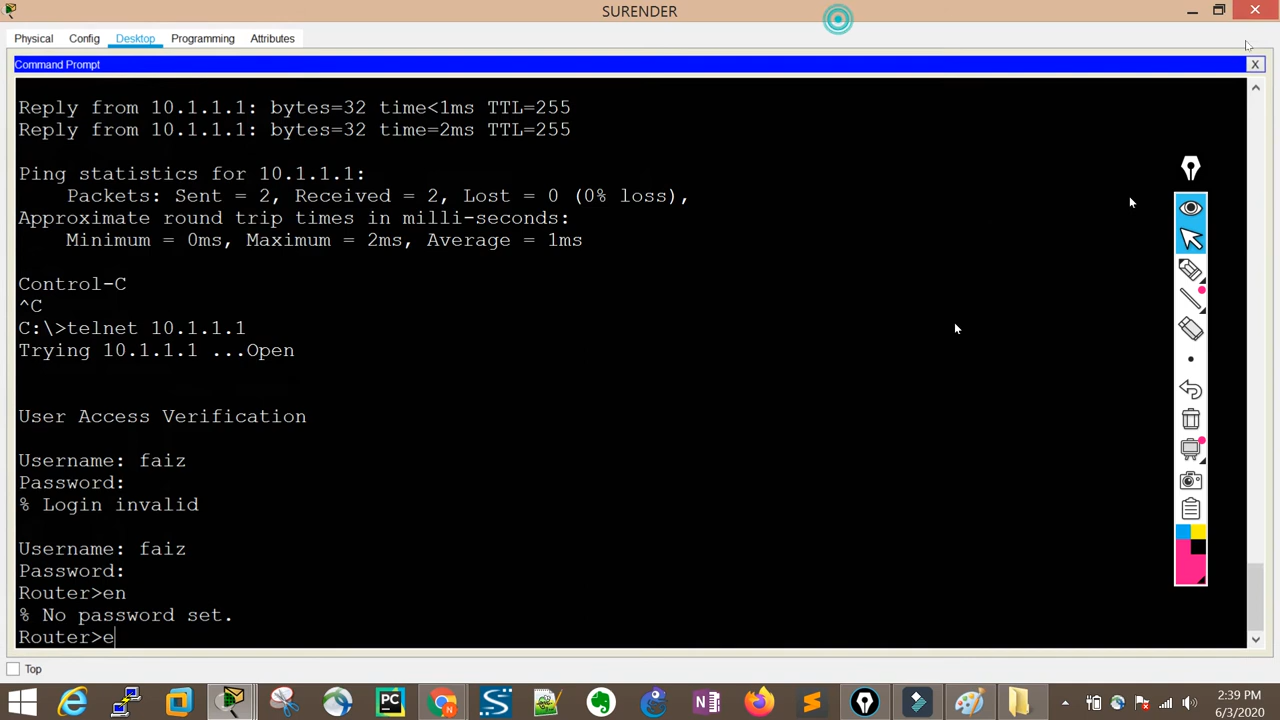 SURENDER
Physical Config Desktop Programming Attributes
Command Prompt X
Reply from 10.1.1.1: bytes=32 time<1ms TTL=255
Reply from 10.1.1.1: bytes=32 time=2ms TTL=255
Ping statistics for 10.1.1.1:
Packets: Sent = 2, Received = 2, Lost = 0 (0% loss),
Approximate round trip times in milli-seconds:
Minimum = 0ms, Maximum = 2ms, Average = 1ms
Control-C
^C
C:\>telnet 10.1.1.1
Trying 10.1.1.1 ...Open
User Access Verification
Username: faiz
Password:
% Login invalid
Username: faiz
Password:
Router>en
% No password set.
Router>e
Top
PC
N
2:39 PM
6/3/2020